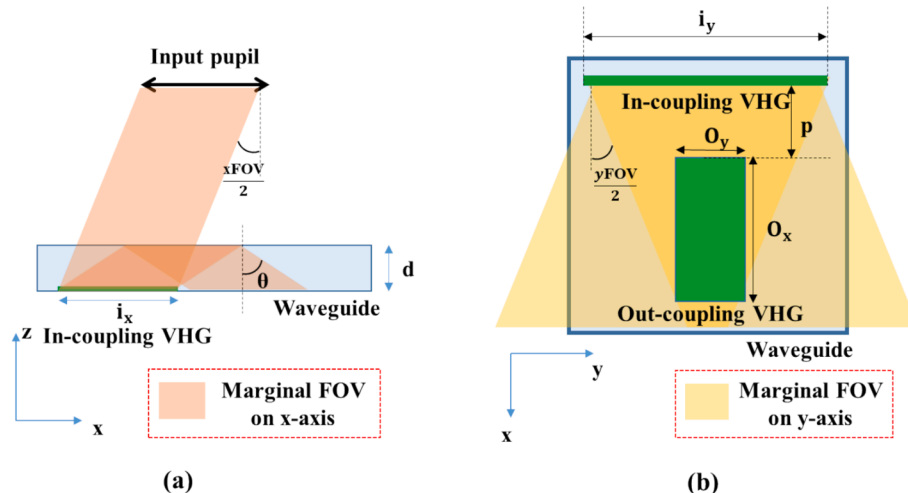 Input pupil
xFOV
2
d
θ
Waveguide
i_x
In-coupling VHG
z
x
Marginal FOV
on x-axis
(a)
i_y
In-coupling VHG
p
O_y
yFOV
2
O_x
Out-coupling VHG
Waveguide
y
x
Marginal FOV
on y-axis
(b)